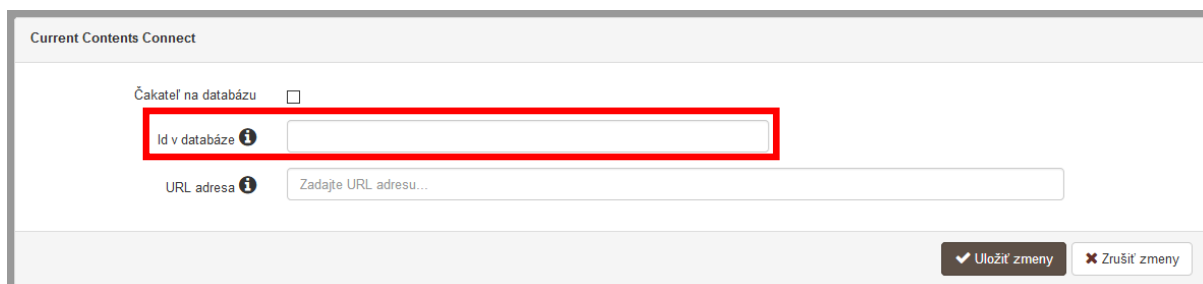 Current Contents Connect
Čakateľ na databázu
Id v databáze
URL adresa Zadajte URL adresu...
Uložiť zmeny Zrušiť zmeny